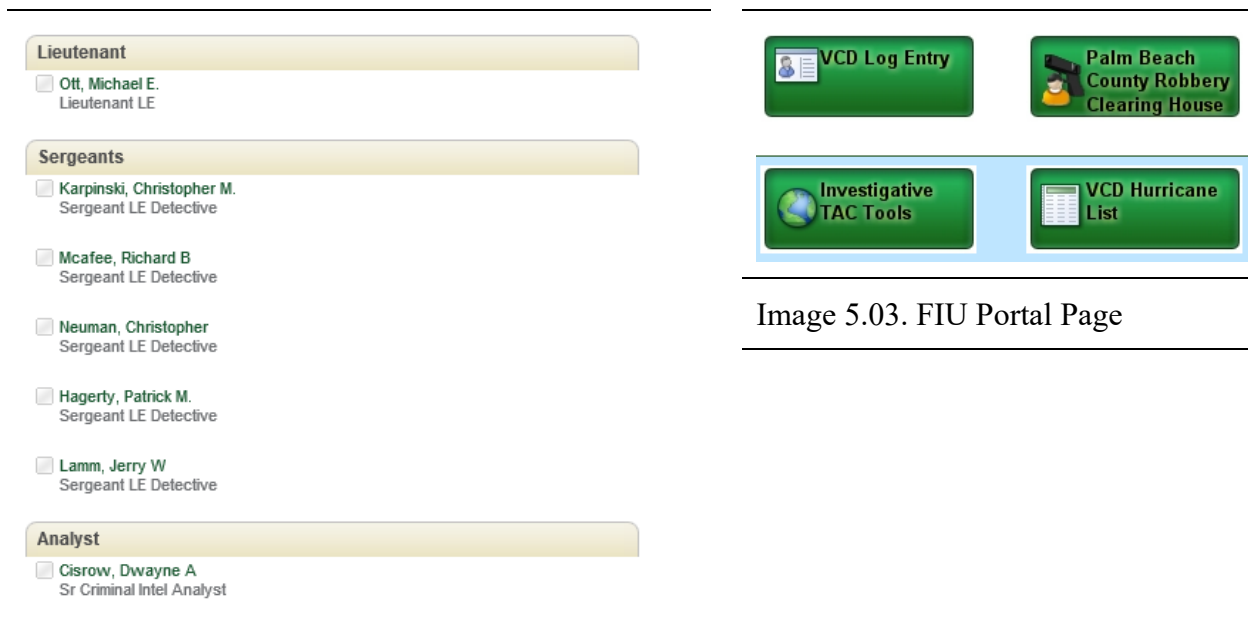 Lieutenant
Ott, Michael E.
Lieutenant LE
Sergeants
Karpinski, Christopher M.
Sergeant LE Detective
Mcafee, Richard B
Sergeant LE Detective
Neuman, Christopher
Sergeant LE Detective
Hagerty, Patrick M.
Sergeant LE Detective
Lamm, Jerry W
Sergeant LE Detective
Analyst
Cisrow, Dwayne A
Sr Criminal Intel Analyst
VCD Log Entry
Palm Beach
County Robbery
Clearing House
Investigative
TAC Tools
VCD Hurricane
List
Image 5.03. FIU Portal Page